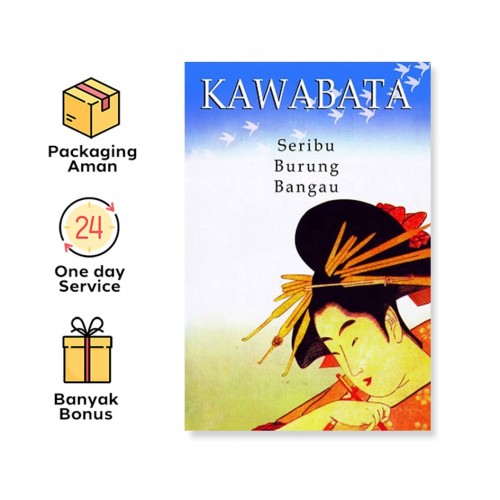 Packaging
Aman
24
One day
Service
Banyak
Bonus
KAWABATA
Seribu
Burung
Bangau